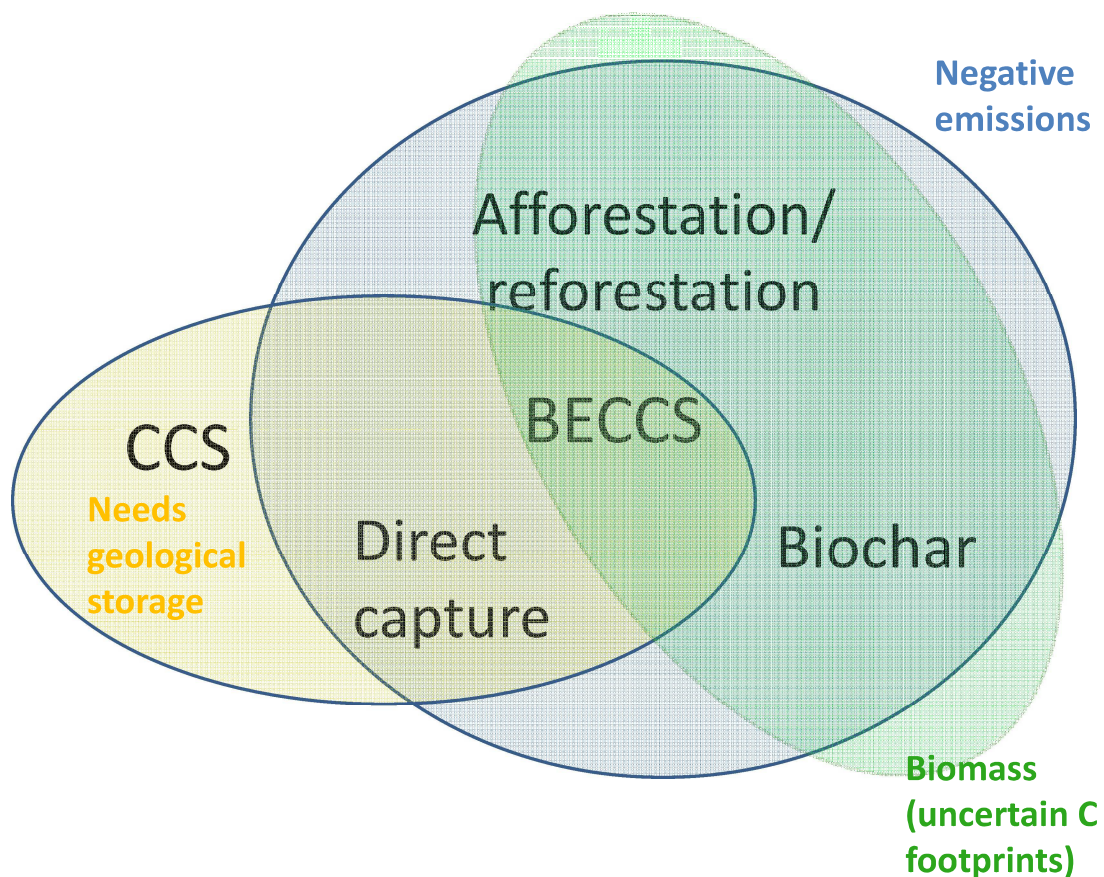 Negative
emissions
Afforestation/
reforestation
BECCS
CCS
Needs
geological
storage
Direct
capture
Biochar
Biomass
(uncertain C
footprints)